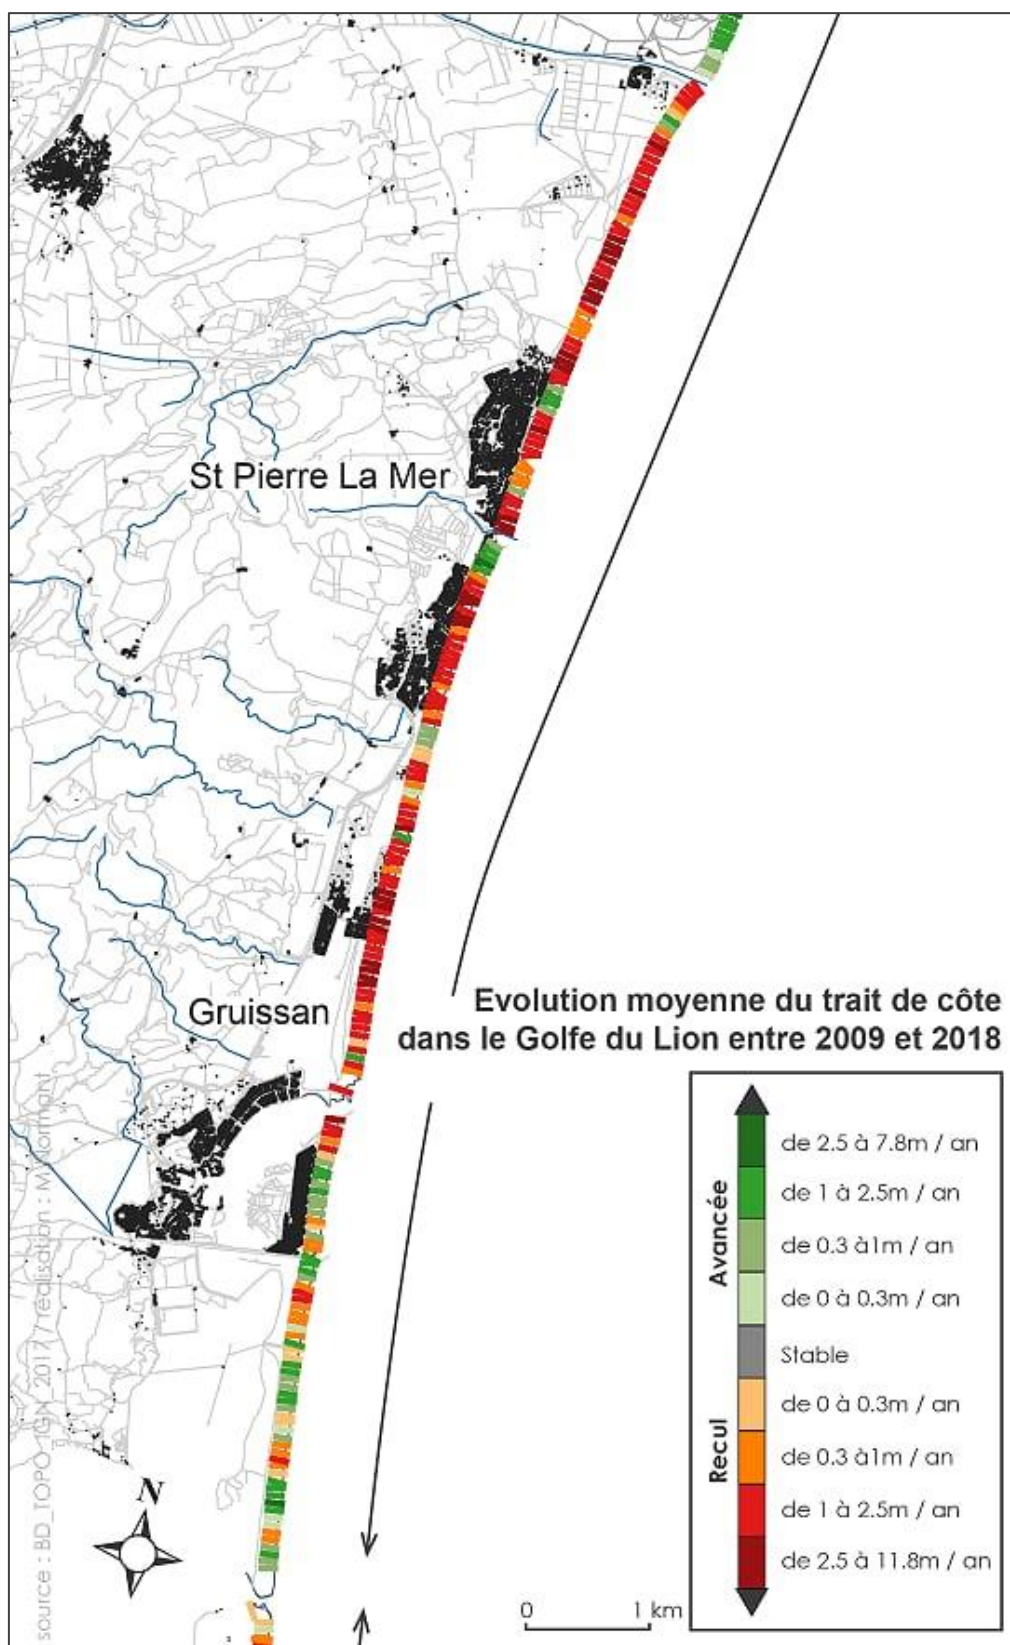 St Pierre La Mer
Gruissan
Evolution moyenne du trait de côte
dans le Golfe du Lion entre 2009 et 2018
Avancée
de 2.5 à 7.8m / an
de 1 à 2.5m / an
de 0.3 à1m / an
de 0 à 0.3m / an
Stable
Recul
de 0 à 0.3m / an
de 0.3 à1m / an
de 1 à 2.5m / an
de 2.5 à 11.8m / an
N
0 1 km
source : BD_TOPO_IGN_2017/ réalisation :